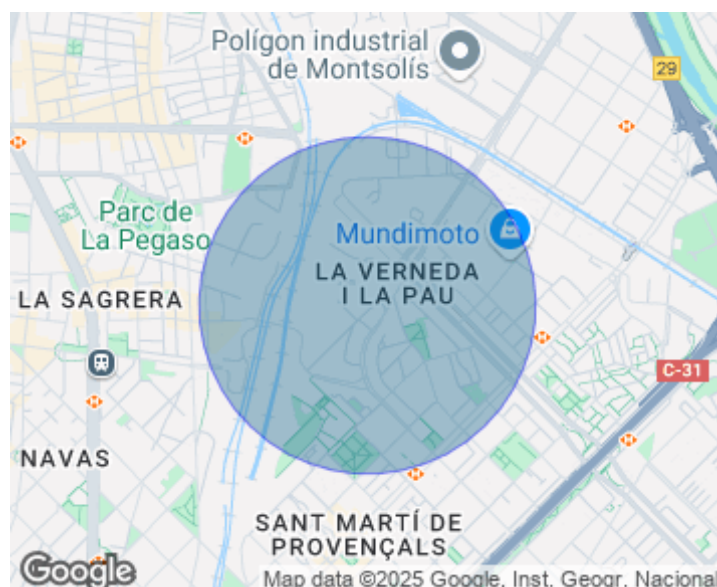 Polígon industrial
de Montsolís
29
Parc de
La Pegaso
Mundimoto
LA VERNEDA
I LA PAU
LA SAGRERA
C-31
NAVAS
SANT MARTÍ DE
PROVENÇALS
Google
Map data ©2025 Google, Inst. Geogr. Nacional